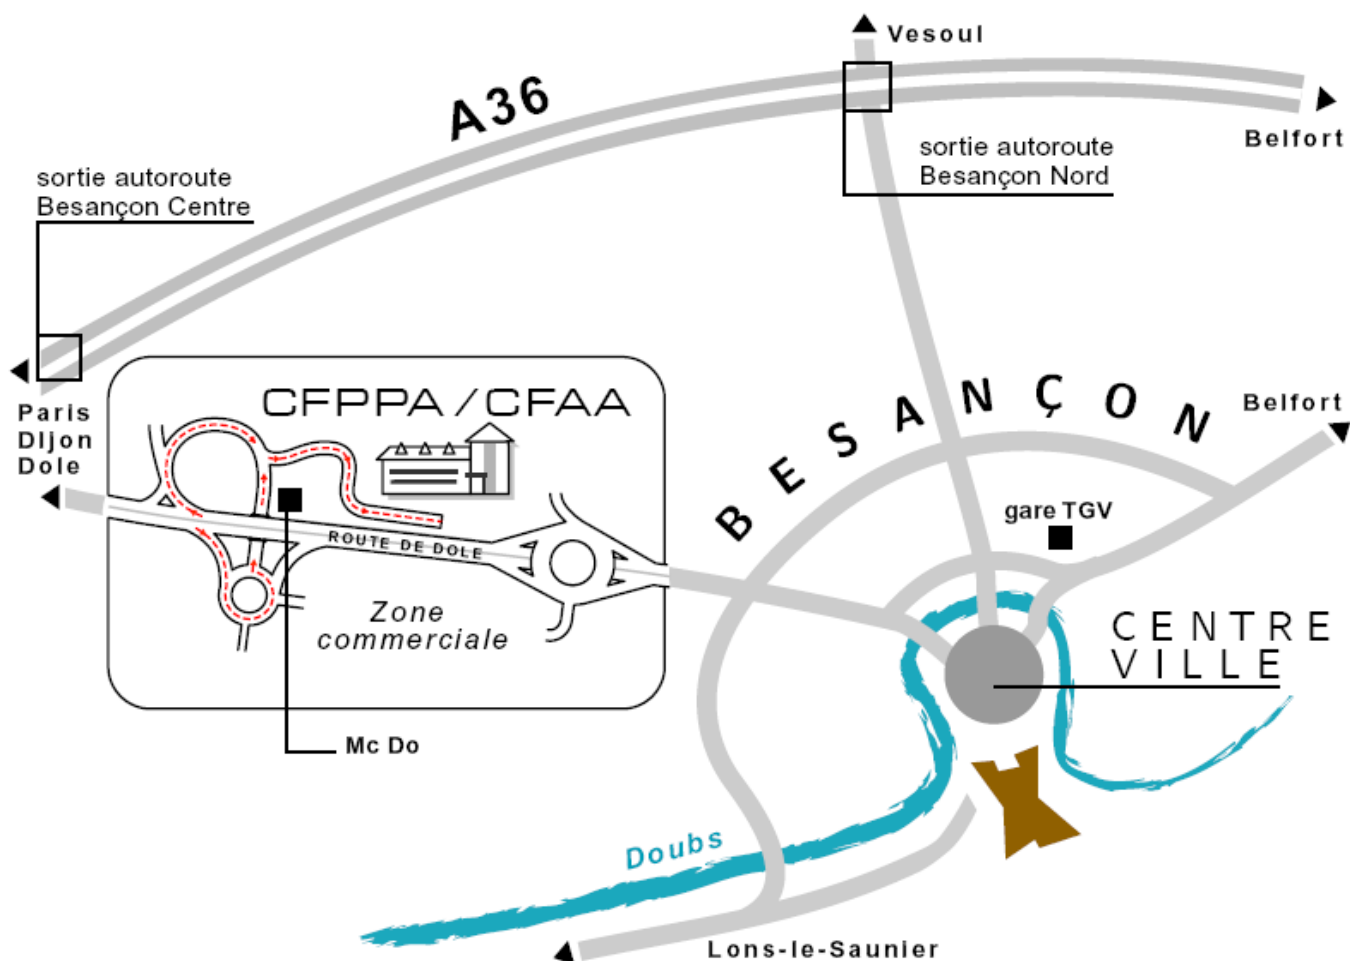 Vesoul
A36
Belfort
sortie autoroute
Besançon Nord
sortie autoroute
Besançon Centre
Paris
DIjon
Dole
CFPPA / CFAA
BESANÇON
Belfort
gare TGV
ROUTE DE DOLE
Zone
commerciale
CENTRE
VILLE
Mc Do
Doubs
Lons-le-Saunier